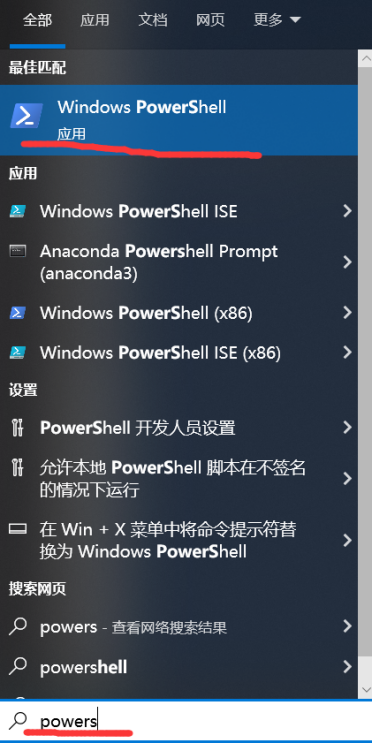 全部 应用 文档 网页 更多
最佳匹配
Windows PowerShell
应用
应用
Windows PowerShell ISE
Anaconda Powershell Prompt
(anaconda3)
Windows PowerShell (x86)
Windows PowerShell ISE (x86)
设置
PowerShell 开发人员设置
允许本地 PowerShell 脚本在不签名
的情况下运行
在 Win + X 菜单中将命令提示符替
换为 Windows PowerShell
搜索网页
powers - 查看网络搜索结果
powershell
powers